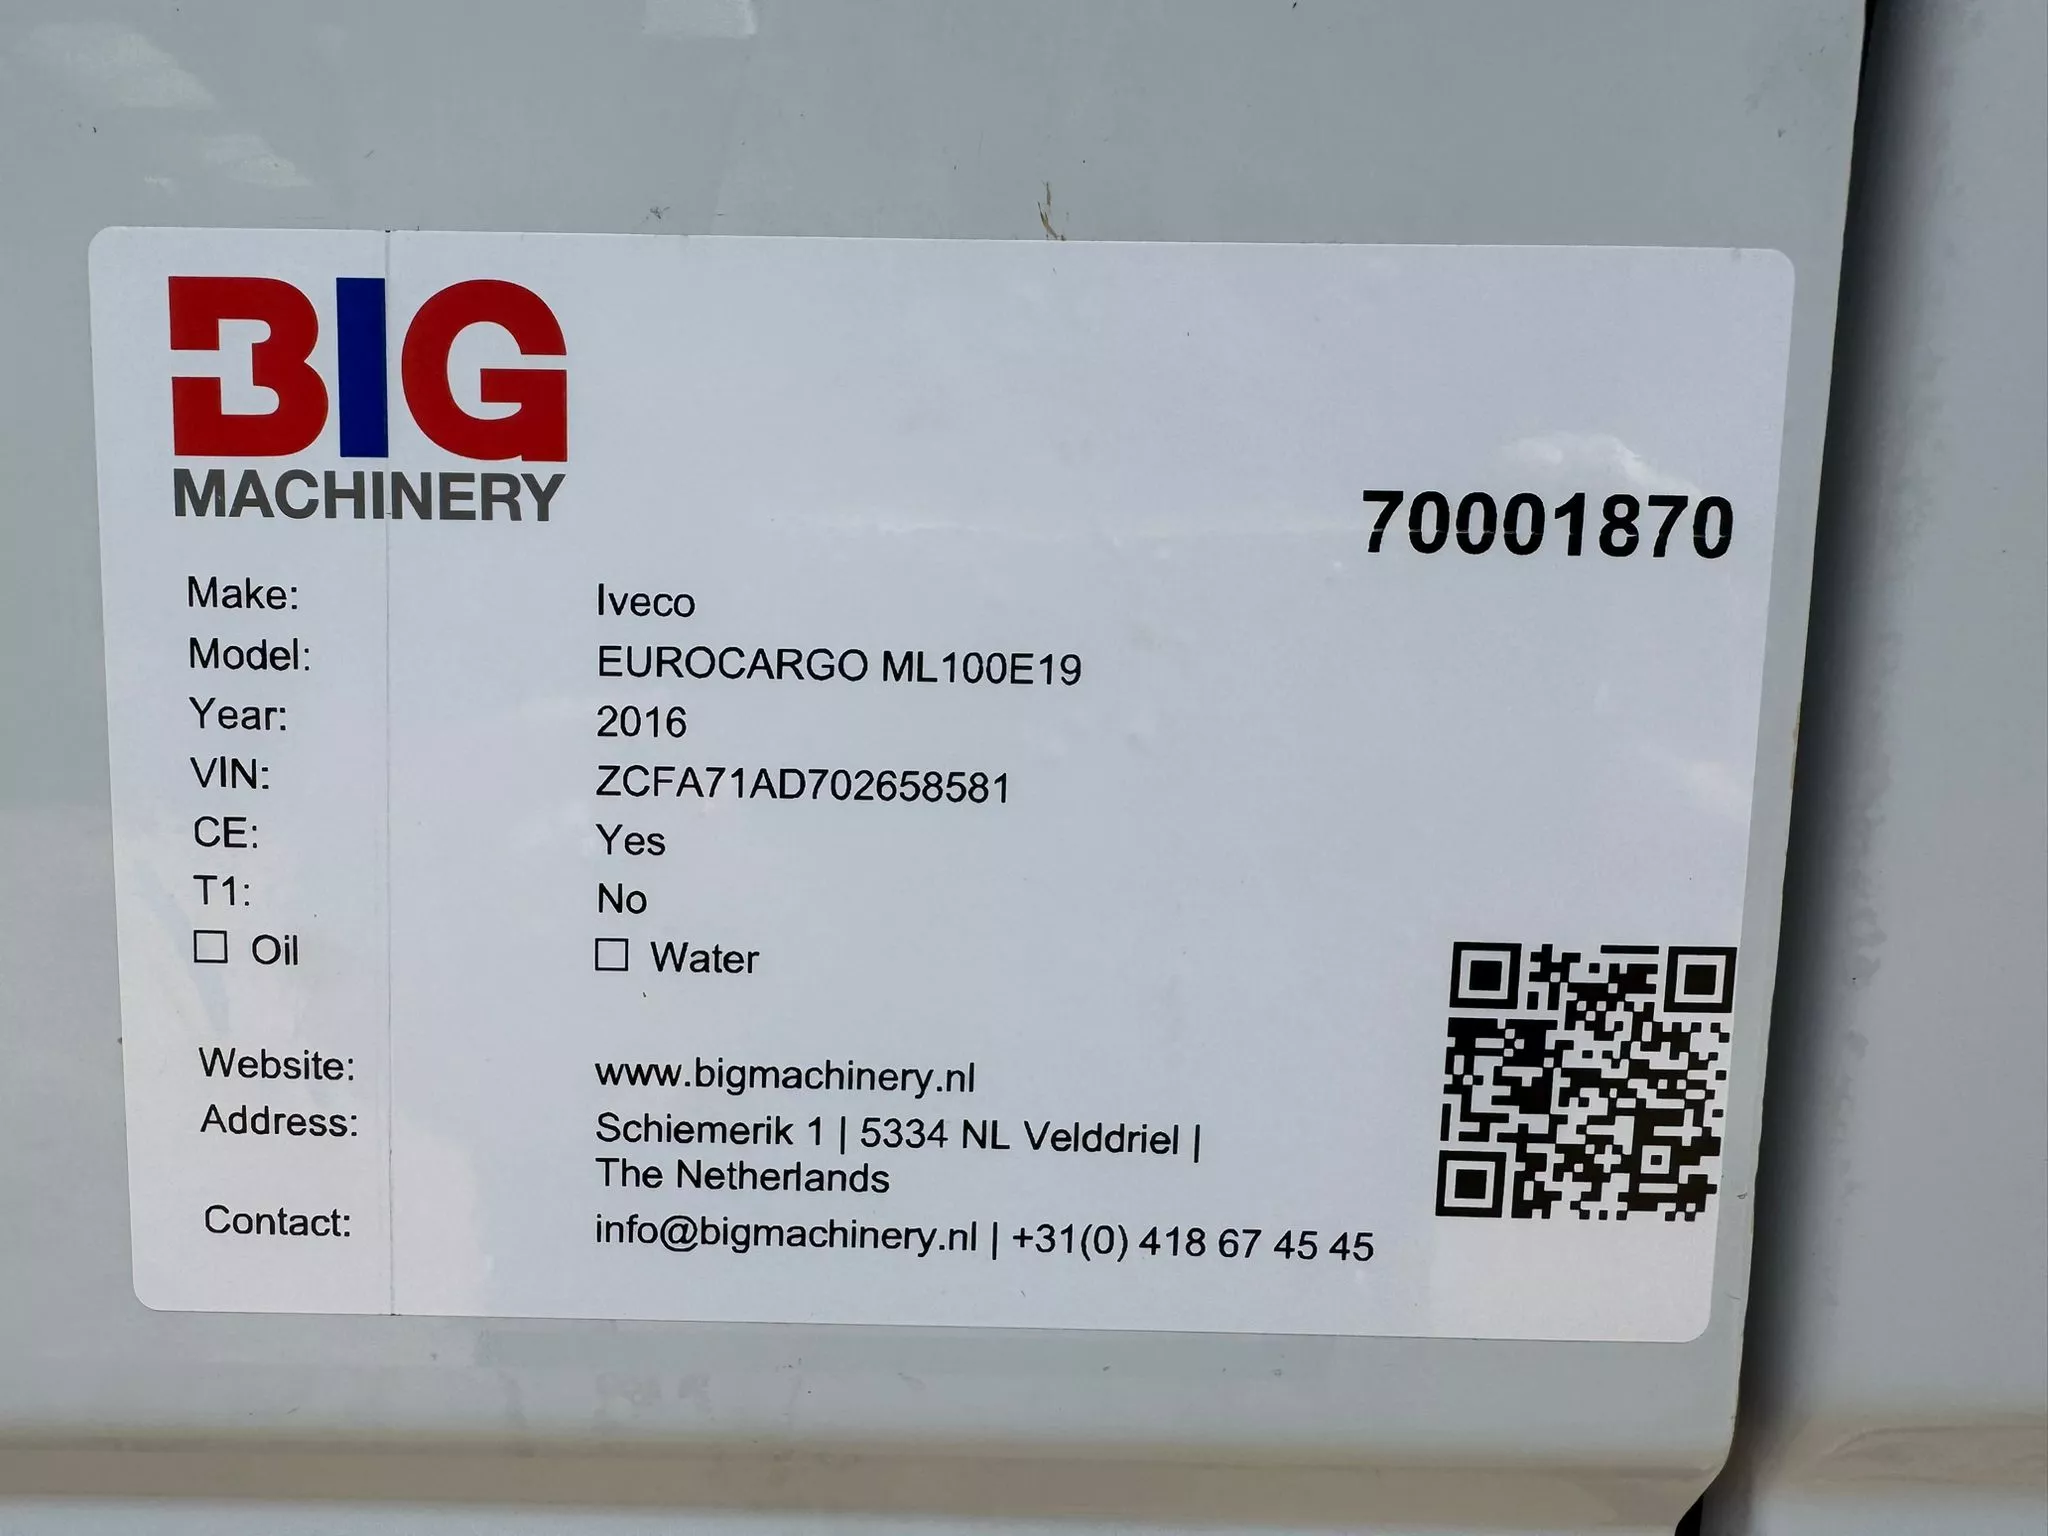 BIG
MACHINERY
70001870
Make: Iveco
Model: EUROCARGO ML100E19
Year: 2016
VIN: ZCFA71AD702658581
CE: Yes
T1: No
☐ Oil ☐ Water
Website: www.bigmachinery.nl
Address: Schiemerik 1 | 5334 NL Velddriel |
The Netherlands
Contact: info@bigmachinery.nl | +31(0) 418 67 45 45